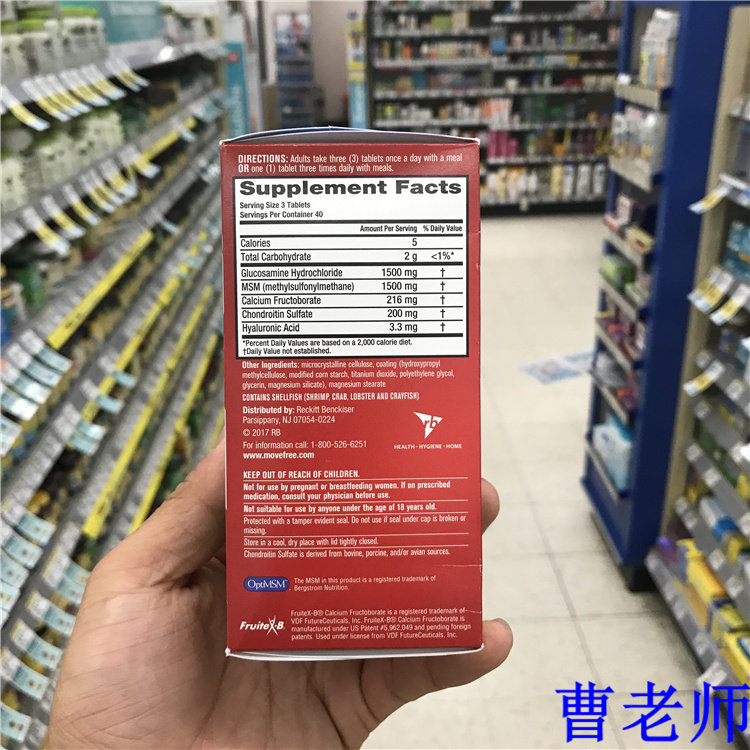 DIRECTIONS: Adults take three (3) tablets once a day with a meal
OR one (1) tablet three times daily with meals.
Supplement Facts
Serving Size 3 Tablets
Servings Per Container 40
Amount Per Serving % Daily Value
Calories 5
Total Carbohydrate 2 g <1%*
Glucosamine Hydrochloride 1500 mg †
MSM (methylsulfonylmethane) 1500 mg †
Calcium Fructoborate 216 mg †
Chondroitin Sulfate 200 mg †
Hyaluronic Acid 3.3 mg †
*Percent Daily Values are based on a 2,000 calorie diet.
†Daily Value not established.
Other Ingredients: microcrystalline cellulose, coating (hydroxypropyl
methylcellulose, modified corn starch, titanium dioxide, polyethylene glycol,
glycerin, magnesium silicate), magnesium stearate
CONTAINS SHELLFISH (SHRIMP, CRAB, LOBSTER AND CRAYFISH)
Distributed by: Reckitt Benckiser
Parsippany, NJ 07054-0224
© 2017 RB
For information call: 1-800-526-6251
www.movefree.com
rb
HEALTH • HYGIENE • HOME
KEEP OUT OF REACH OF CHILDREN.
Not for use by pregnant or breastfeeding women. If on prescribed
medication, consult your physician before use.
Not suitable for use by anyone under the age of 18 years old.
Protected with a tamper evident seal. Do not use if seal under cap is broken or
missing.
Store in a cool, dry place with lid tightly closed.
Chondroitin Sulfate is derived from bovine, porcine, and/or avian sources.
OptiMSM
The MSM in this product is a registered trademark of
Bergstrom Nutrition.
FruiteX-B
FruiteX-B® Calcium Fructoborate is a registered trademark of
VDF FutureCeuticals, Inc. FruiteX-B® Calcium Fructoborate is
manufactured under US Patent #5,962,049 and pending foreign
patents. Used under license from VDF FutureCeuticals, Inc.
曹老师